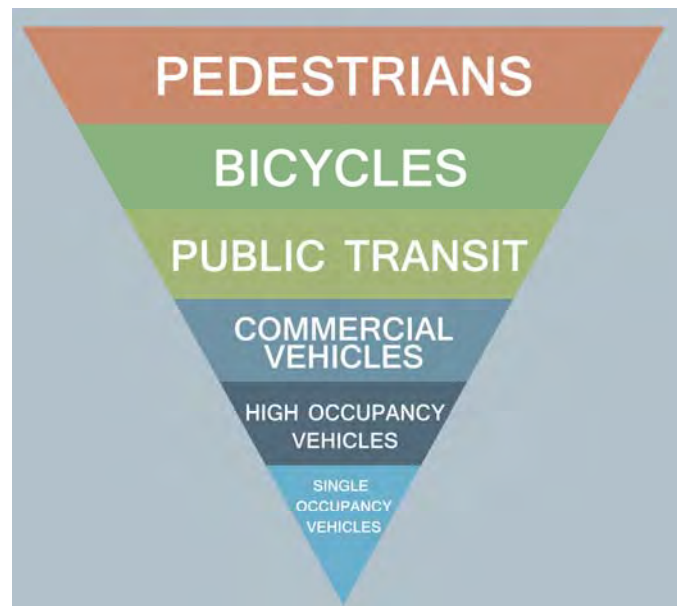 PEDESTRIANS
BICYCLES
PUBLIC TRANSIT
COMMERCIAL
VEHICLES
HIGH OCCUPANCY
VEHICLES
SINGLE
OCCUPANCY
VEHICLES